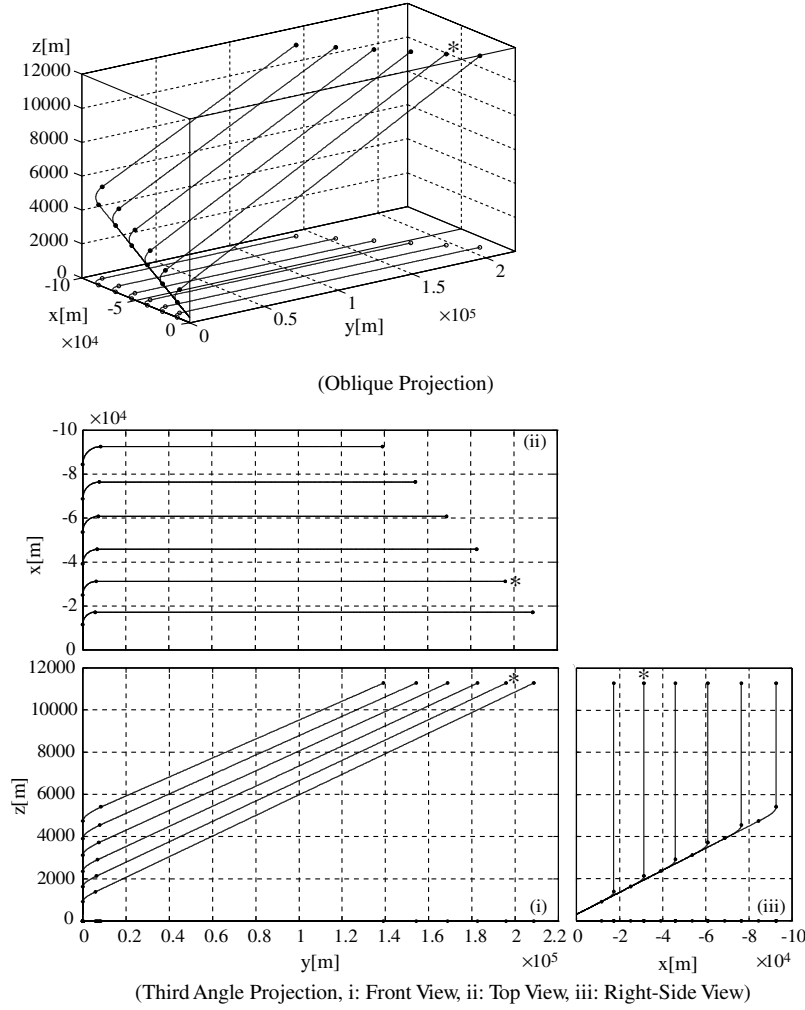 z[m]
12000
10000
8000
6000
4000
2000
0
-10
-5
0
x[m]
×10⁴
0
0.5
1
1.5
2
y[m]
×10⁵
*
(Oblique Projection)
×10⁴
-10
-8
-6
-4
-2
0
x[m]
(ii)
*
12000
10000
8000
6000
4000
2000
0
z[m]
*
(i)
0 0.2 0.4 0.6 0.8 1 1.2 1.4 1.6 1.8 2 2.2
y[m]
×10⁵
*
(iii)
0 -2 -4 -6 -8 -10
x[m]
×10⁴
(Third Angle Projection, i: Front View, ii: Top View, iii: Right-Side View)